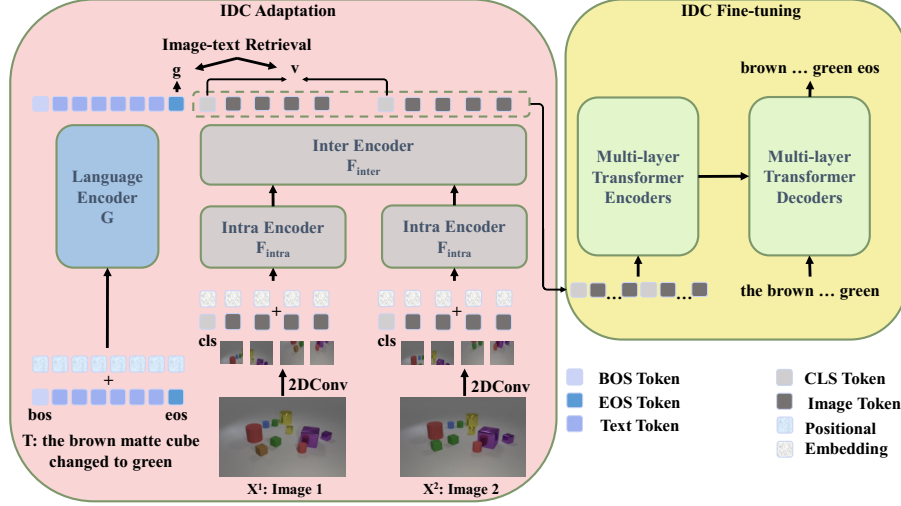 IDC Adaptation
Image-text Retrieval
g
v
Language
Encoder
G
Inter Encoder
F_inter
Intra Encoder
F_intra
Intra Encoder
F_intra
+
+
+
cls
cls
2DConv
2DConv
bos
eos
T: the brown matte cube
changed to green
X¹: Image 1
X²: Image 2
IDC Fine-tuning
brown ... green eos
Multi-layer
Transformer
Encoders
Multi-layer
Transformer
Decoders
... ...
the brown ... green
BOS Token
EOS Token
Text Token
CLS Token
Image Token
Positional
Embedding